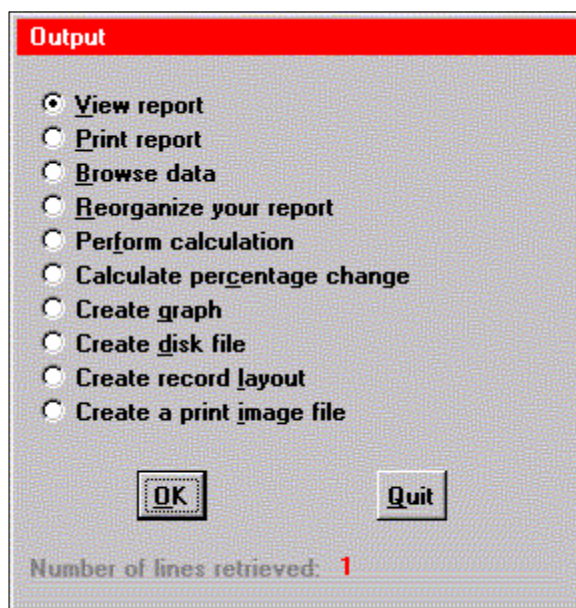 Output
View report
Print report
Browse data
Reorganize your report
Perform calculation
Calculate percentage change
Create graph
Create disk file
Create record layout
Create a print image file
OK Quit
Number of lines retrieved: 1